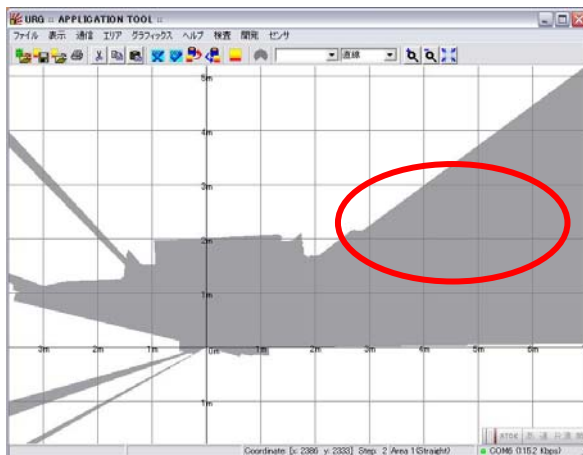 URG :: APPLICATION TOOL ::
ファイル 表示 通信 エリア グラフィックス ヘルプ 検査 開発 センサ
直線
5m
4m
3m
2m
1m
3m 2m 1m 0m 1m 2m 3m 4m 5m 6m
1m
Coordinate [x: 2386 y: 2333] Step: 2 Area 1(Straight) COM6 (115.2 Kbps)